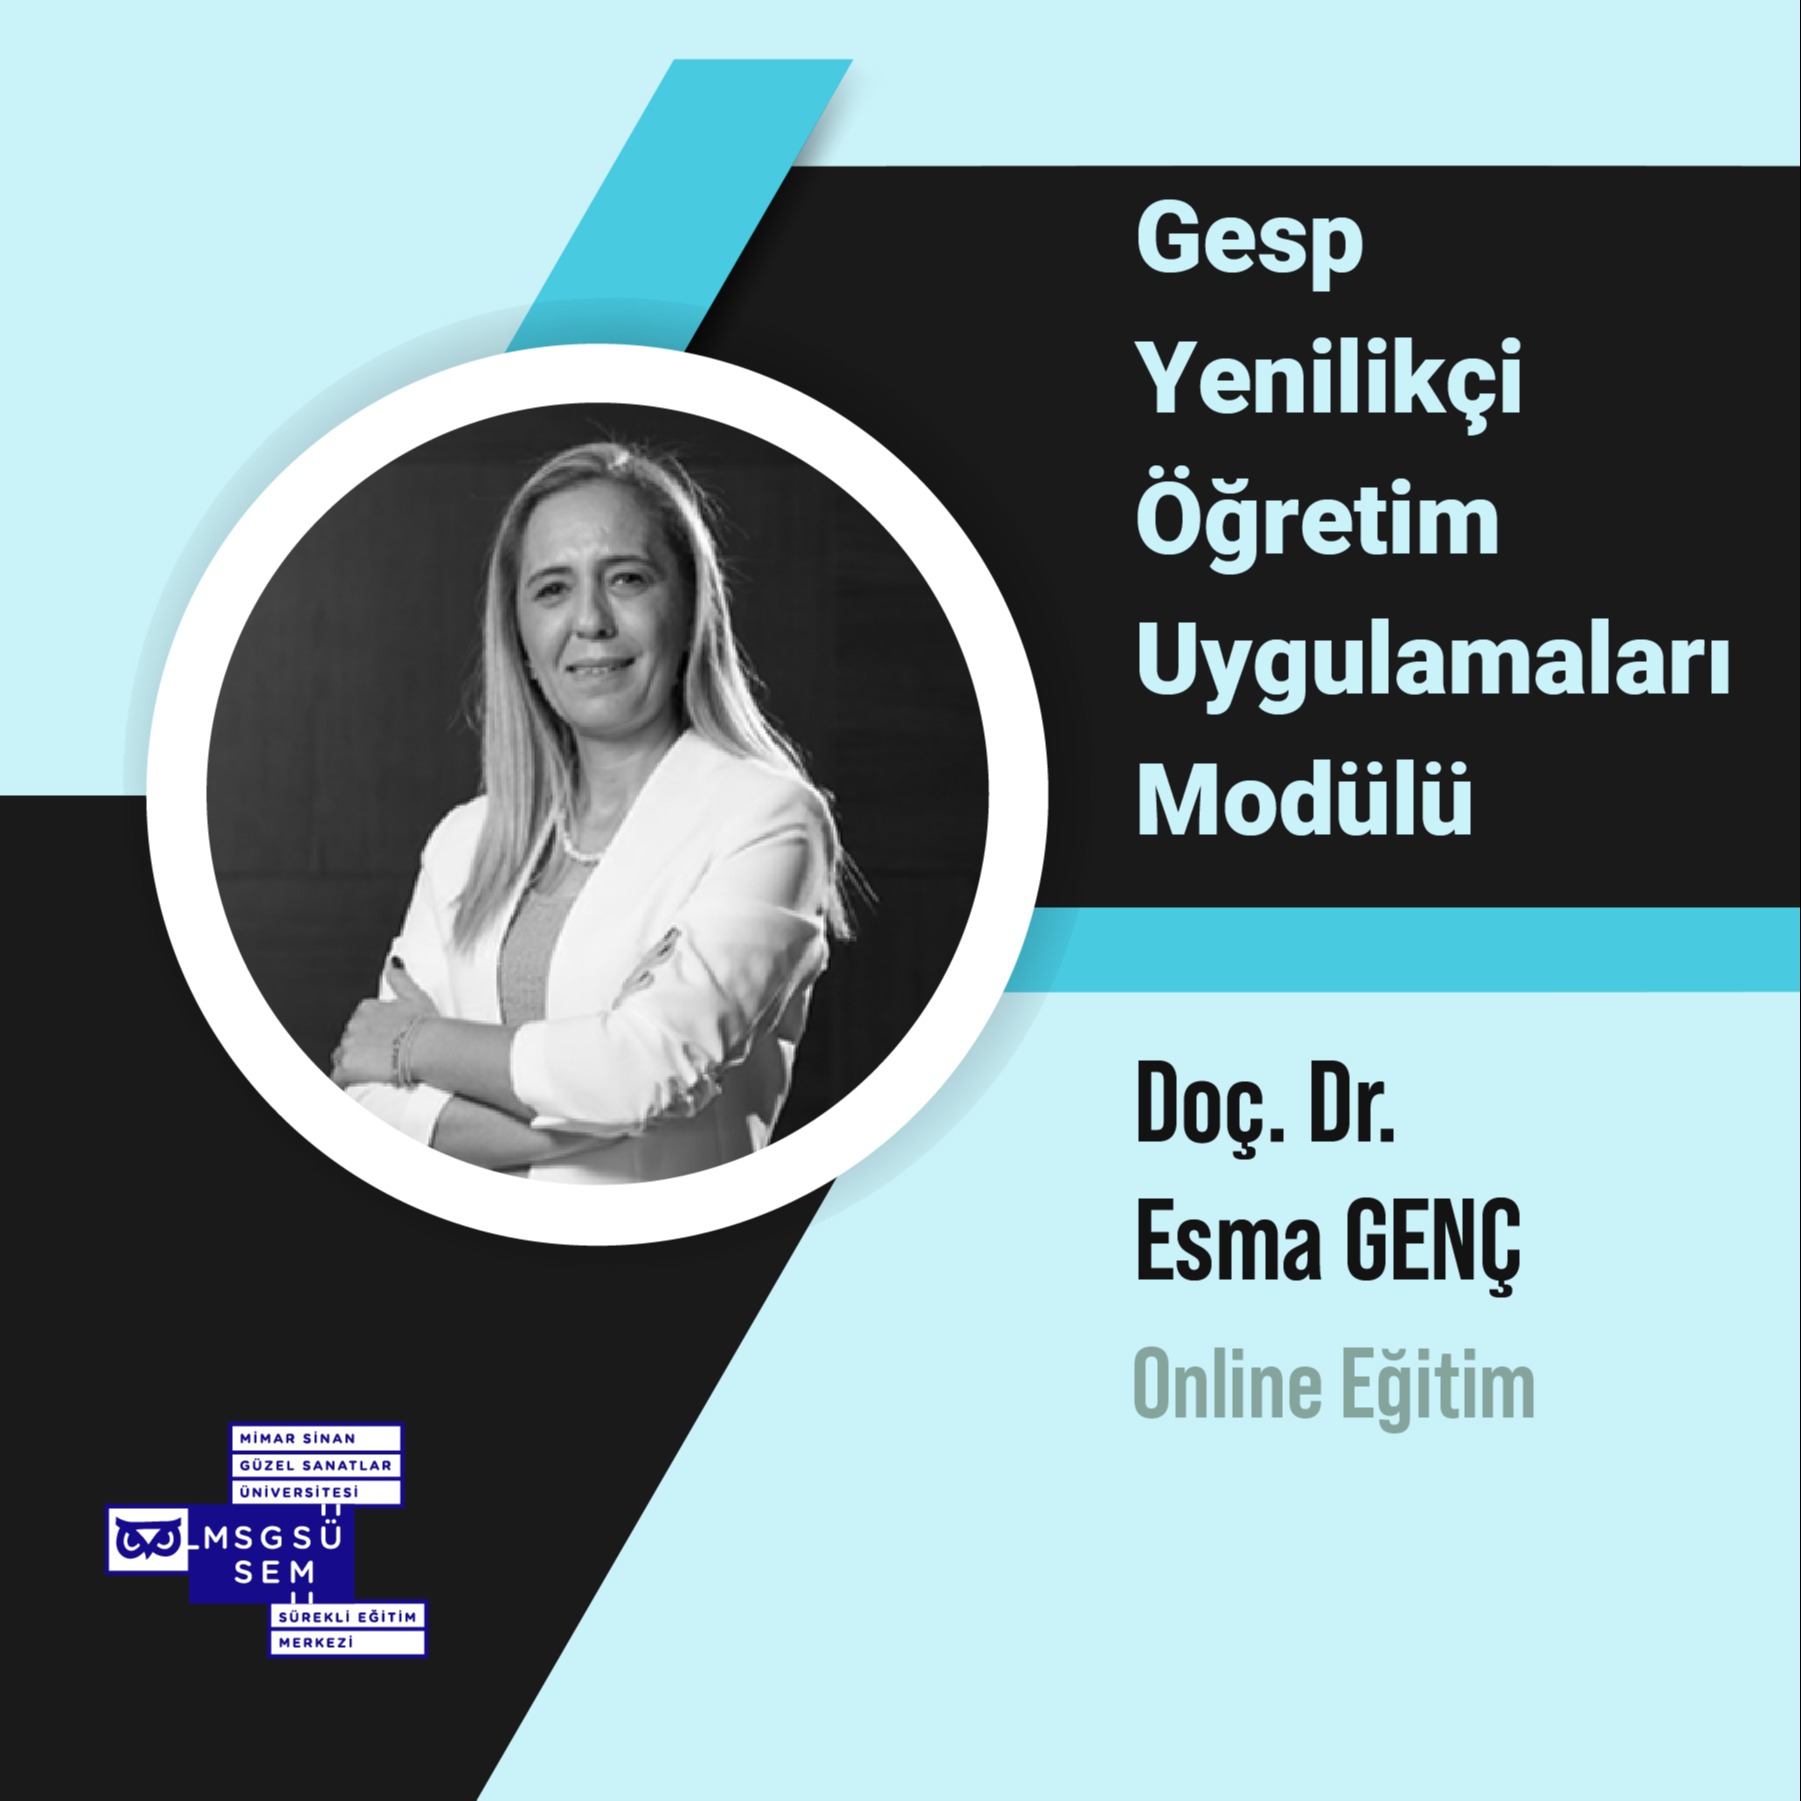 Gesp
Yenilikçi
Öğretim
Uygulamaları
Modülü
Doç. Dr.
Esma GENÇ
Online Eğitim
MİMAR SİNAN
GÜZEL SANATLAR
ÜNİVERSİTESİ
MSGSÜ
SEM
SÜREKLİ EĞİTİM
MERKEZİ